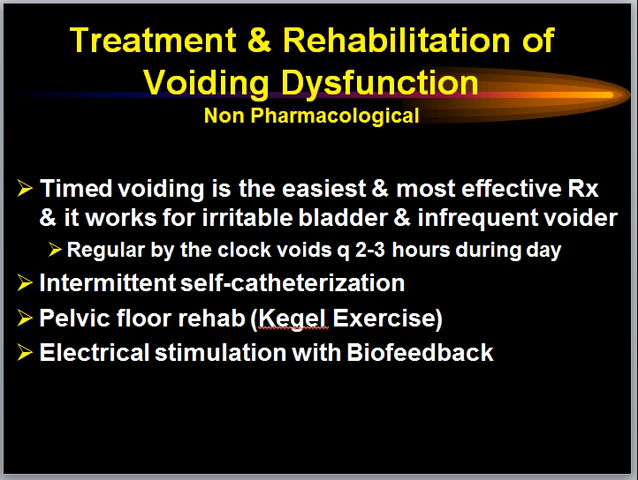 Treatment & Rehabilitation of
Voiding Dysfunction
Non Pharmacological
Timed voiding is the easiest & most effective Rx
& it works for irritable bladder & infrequent voider
Regular by the clock voids q 2-3 hours during day
Intermittent self-catheterization
Pelvic floor rehab (Kegel Exercise)
Electrical stimulation with Biofeedback